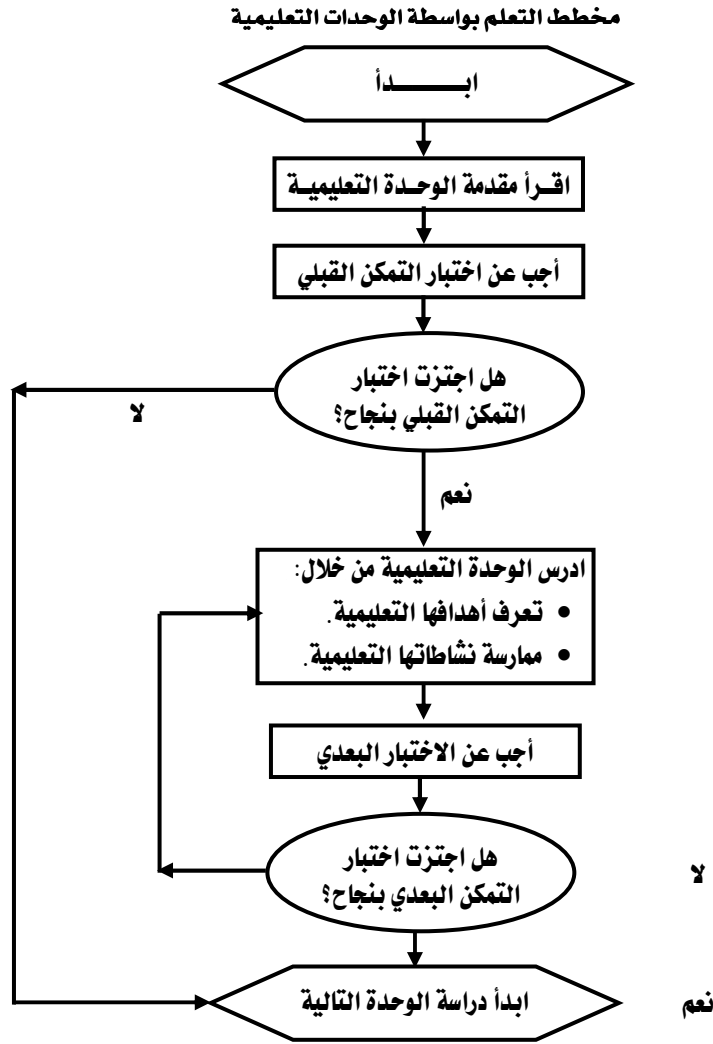 مخطط التعلم بواسطة الوحدات التعليمية
ابـــــــدأ
اقــرأ مقدمة الوحــدة التعليميــة
أجب عن اختبار التمكن القبلي
هل اجتزت اختبار
التمكن القبلي بنجاح؟
لا
نعم
ادرس الوحدة التعليمية من خلال:
• تعرف أهدافها التعليمية.
• ممارسة نشاطاتها التعليمية.
أجب عن الاختبار البعدي
هل اجتزت اختبار
التمكن البعدي بنجاح؟
لا
ابدأ دراسة الوحدة التالية
نعم